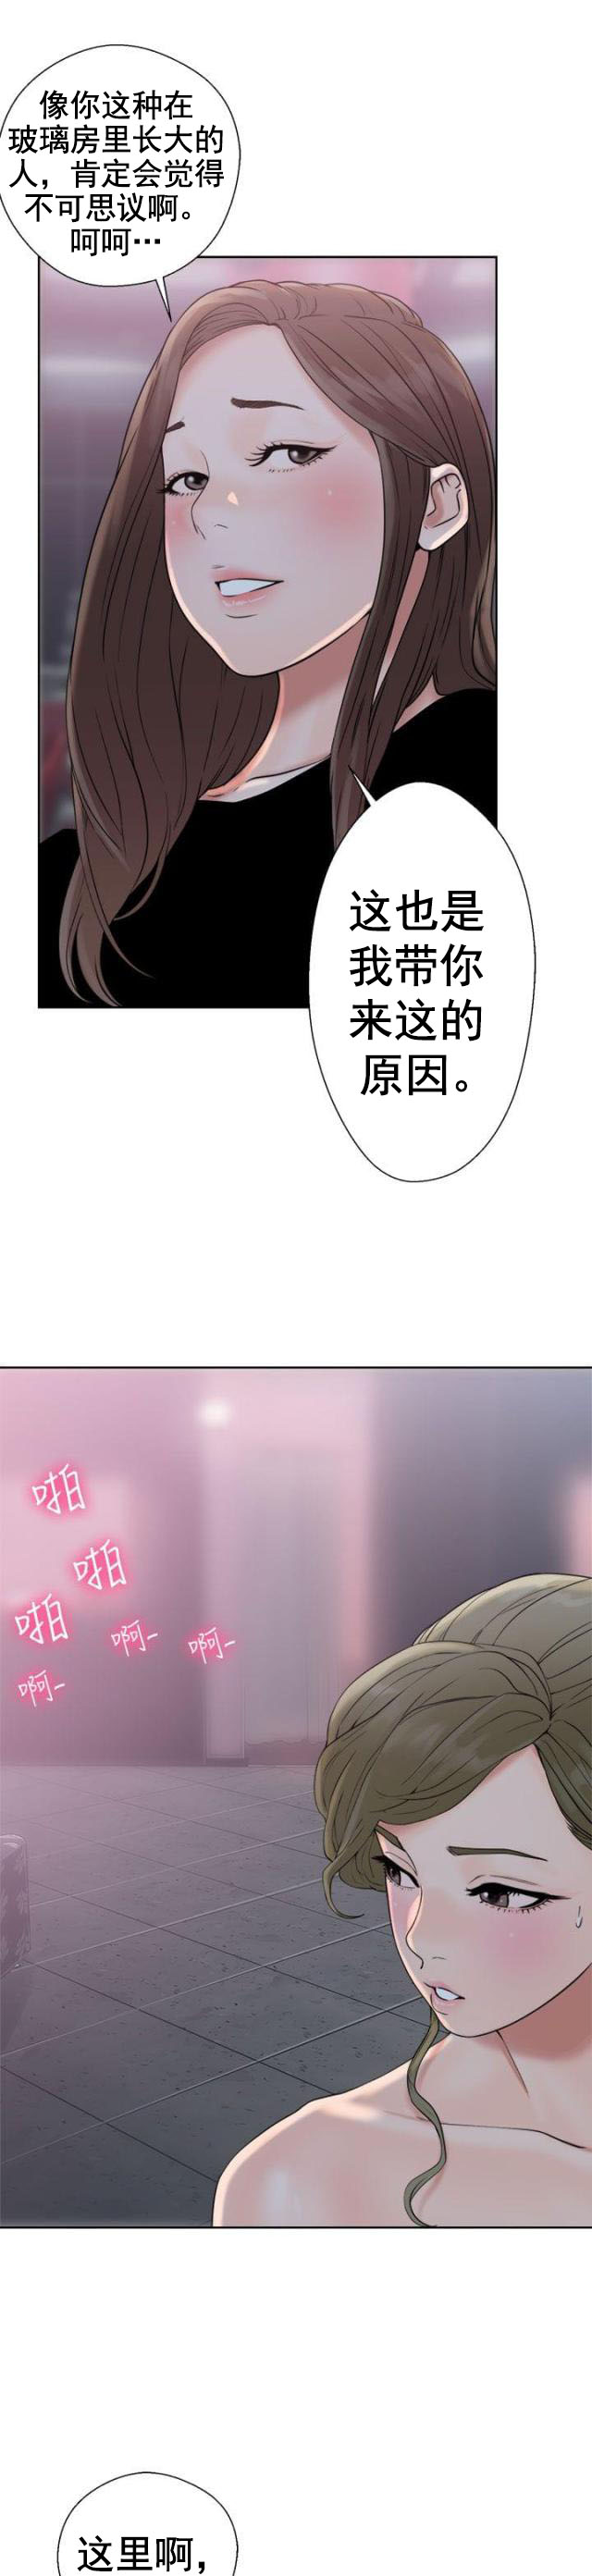 像你这种在
玻璃房里长大的
人，肯定会觉得
不可思议啊。
呵呵…
这也是
我带你
来这的
原因。
啪
啪
啪
啊-
啊-
啊-
这里啊，